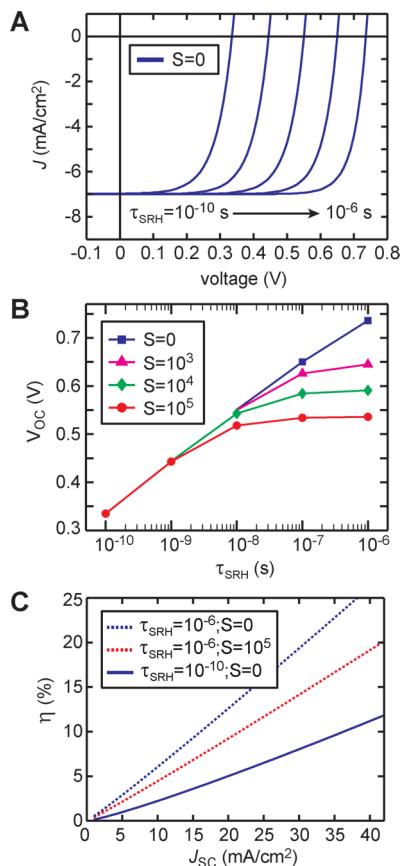 A
0
-2
-4
-6
-8
J (mA/cm²)
S=0
τSRH=10⁻¹⁰ s
10⁻⁶ s
-0.1 0 0.1 0.2 0.3 0.4 0.5 0.6 0.7 0.8
voltage (V)
B
0.7
0.6
0.5
0.4
0.3
VOC (V)
S=0
S=10³
S=10⁴
S=10⁵
10⁻¹⁰ 10⁻⁹ 10⁻⁸ 10⁻⁷ 10⁻⁶
τSRH (s)
C
25
20
15
10
5
0
η (%)
τSRH=10⁻⁶;S=0
τSRH=10⁻⁶;S=10⁵
τSRH=10⁻¹⁰;S=0
0 5 10 15 20 25 30 35 40
JSC (mA/cm²)